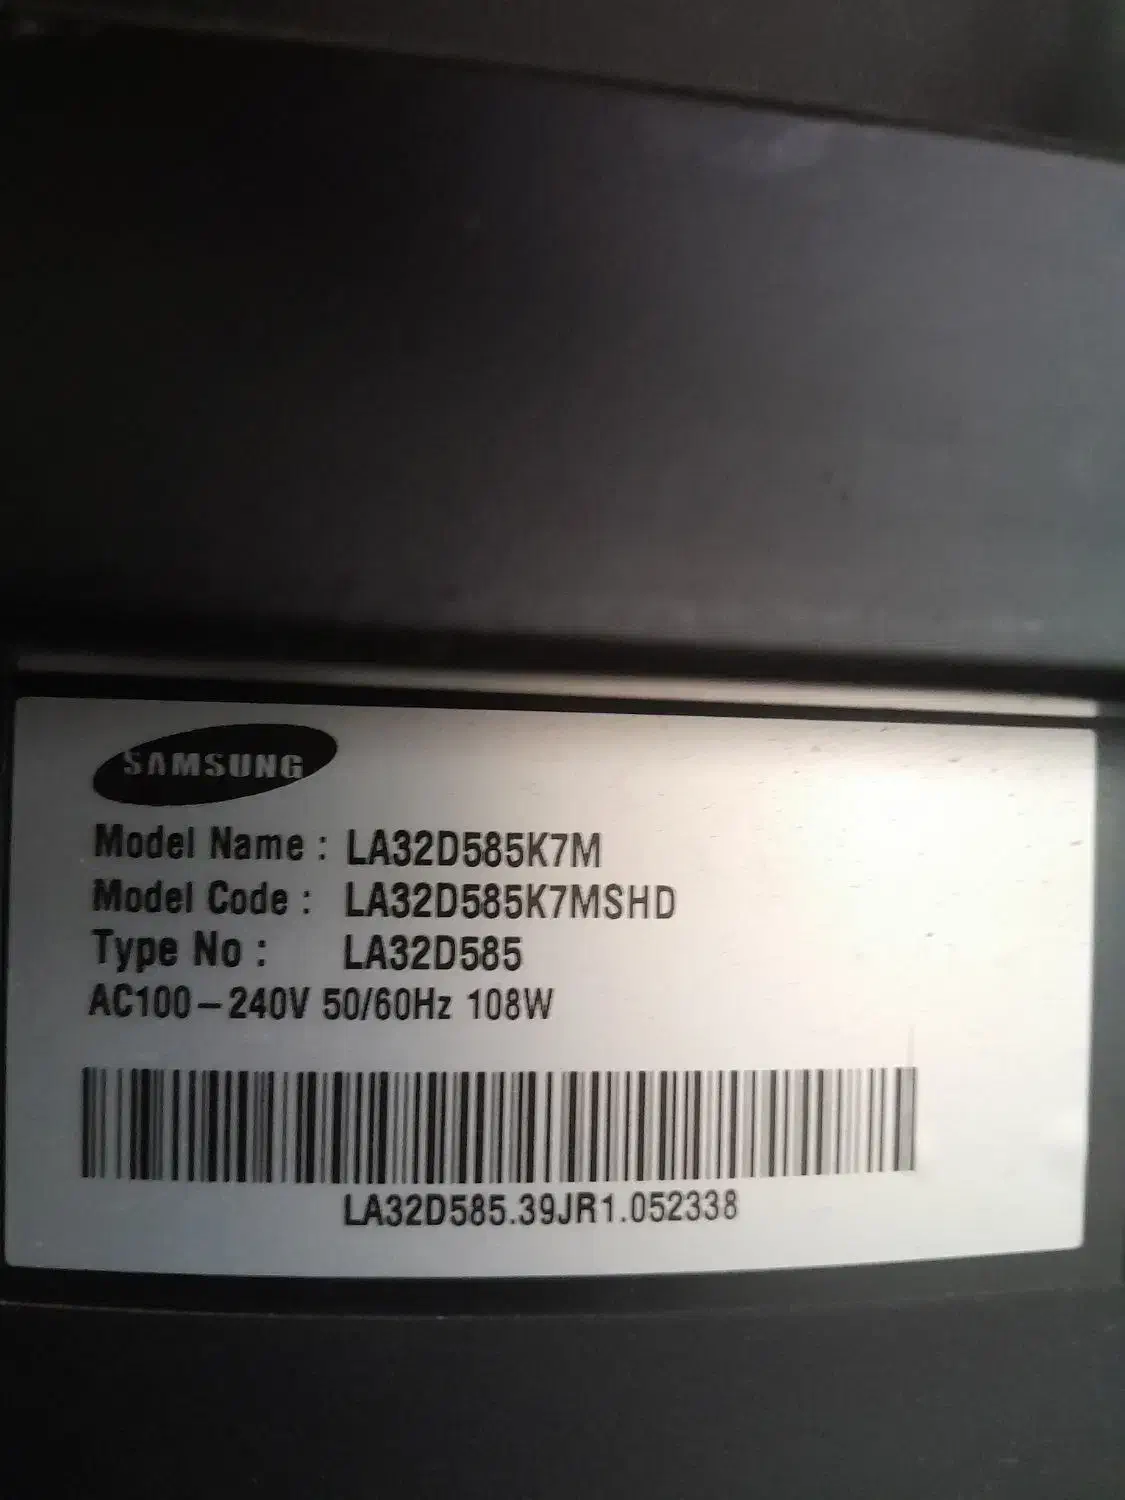 SAMSUNG
Model Name : LA32D585K7M
Model Code : LA32D585K7MSHD
Type No : LA32D585
AC100–240V 50/60Hz 108W
LA32D585.39JR1.052338